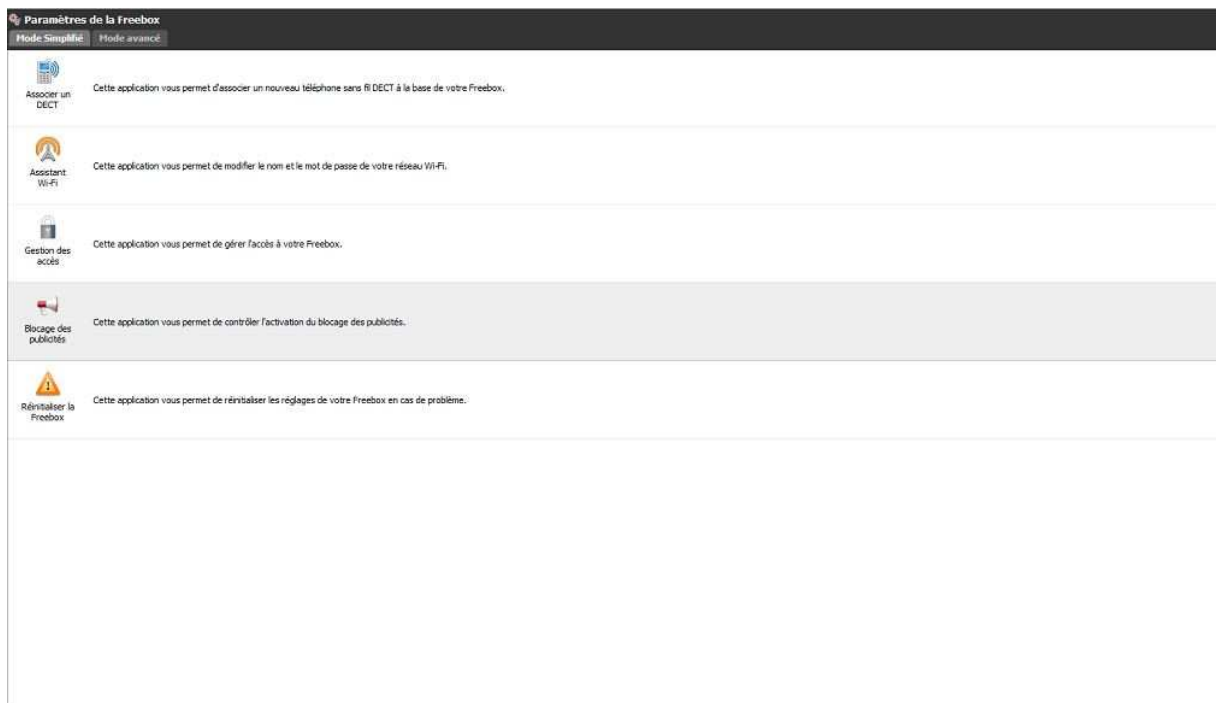 Paramètres de la Freebox
Mode Simplifié Mode avancé
Associer un
DECT
Cette application vous permet d'associer un nouveau téléphone sans fil DECT à la base de votre Freebox.
Assistant
Wi-Fi
Cette application vous permet de modifier le nom et le mot de passe de votre réseau Wi-Fi.
Gestion des
accès
Cette application vous permet de gérer l'accès à votre Freebox.
Blocage des
publicités
Cette application vous permet de contrôler l'activation du blocage des publicités.
Réinitialiser la
Freebox
Cette application vous permet de réinitialiser les réglages de votre Freebox en cas de problème.